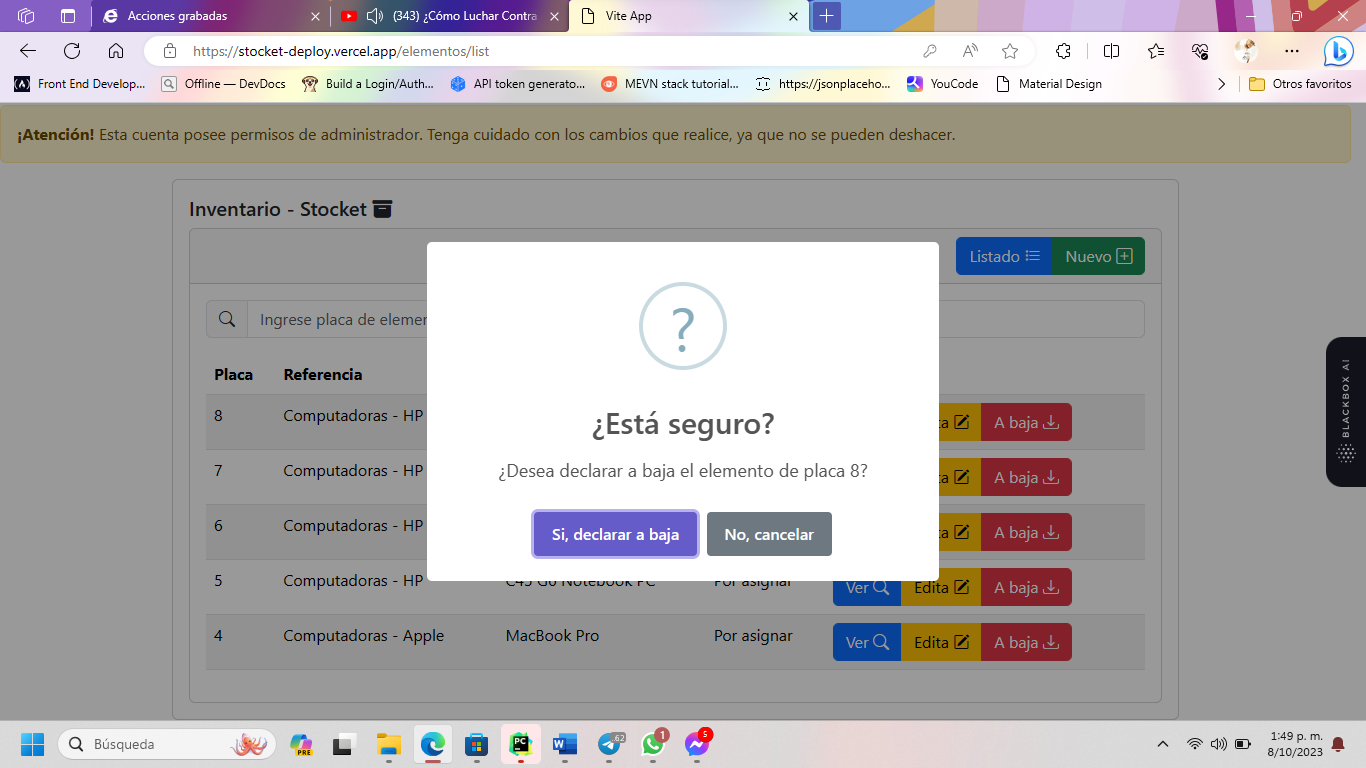 Acciones grabadas
(343) ¿Cómo Luchar Contra
Vite App
https://stocket-deploy.vercel.app/elementos/list
Front End Develop...
Offline — DevDocs
Build a Login/Auth...
API token generato...
MEVN stack tutorial...
https://jsonplaceho...
YouCode
Material Design
Otros favoritos
¡Atención! Esta cuenta posee permisos de administrador. Tenga cuidado con los cambios que realice, ya que no se pueden deshacer.
Inventario - Stocket
Listado
Nuevo
Ingrese placa de elemen
Placa Referencia
8 Computadoras - HP
ta A baja
7 Computadoras - HP
ta A baja
6 Computadoras - HP
ta A baja
5 Computadoras - HP C45 G6 Notebook PC Por asignar Ver Edita A baja
4 Computadoras - Apple MacBook Pro Por asignar Ver Edita A baja
?
¿Está seguro?
¿Desea declarar a baja el elemento de placa 8?
Si, declarar a baja
No, cancelar
BLACKBOX AI
Búsqueda
PRE
PC
W
62
1
5
1:49 p. m.
8/10/2023